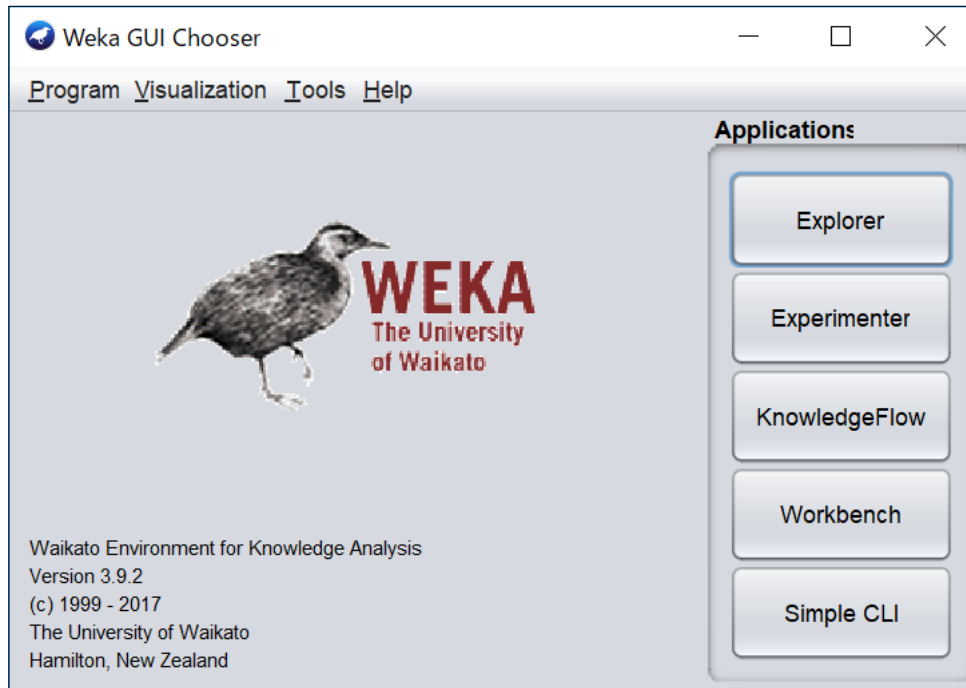 Weka GUI Chooser
Program Visualization Tools Help
Applications
Explorer
Experimenter
KnowledgeFlow
Workbench
Simple CLI
WEKA
The University
of Waikato
Waikato Environment for Knowledge Analysis
Version 3.9.2
(c) 1999 - 2017
The University of Waikato
Hamilton, New Zealand